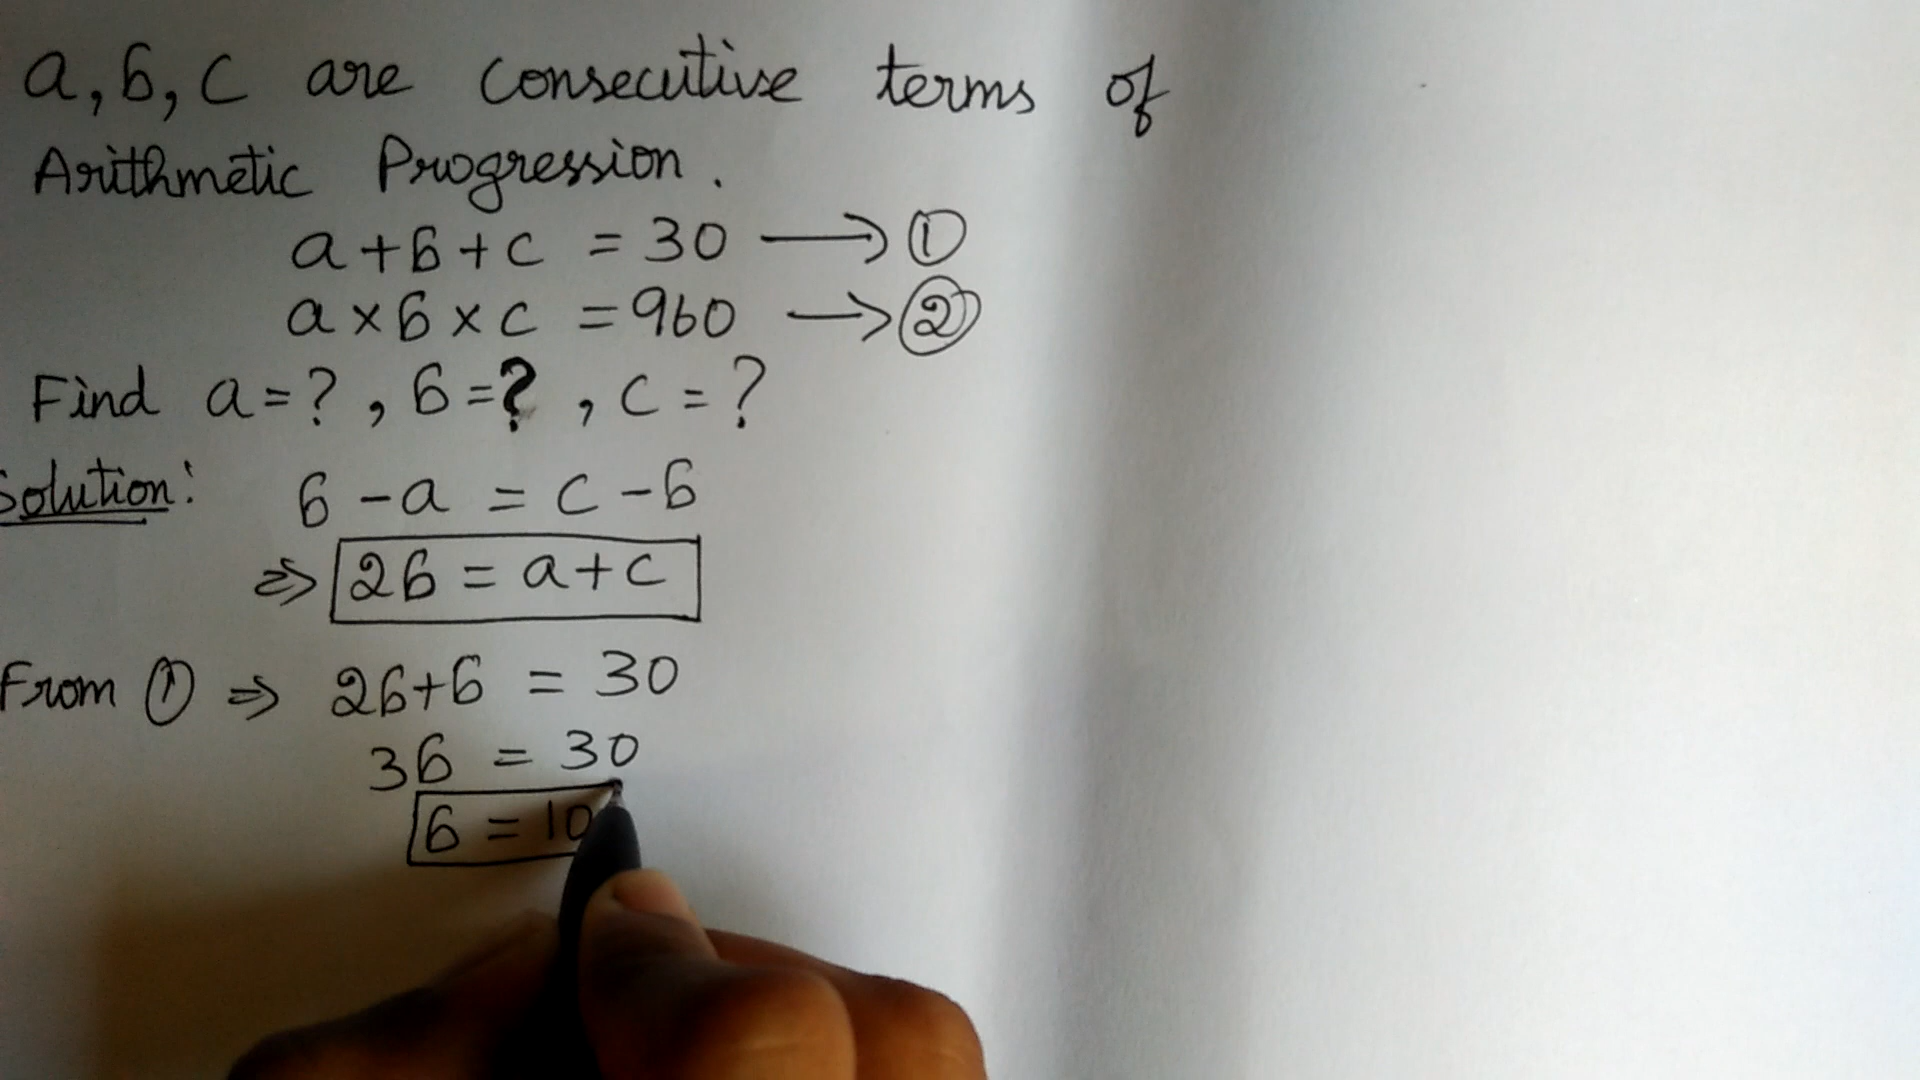 a, b, c are consecutive terms of
Arithmetic Progression.
a + b + c = 30 ⟶ ①
a × b × c = 960 ⟶ ②
Find a = ?, b = ?, c = ?
Solution: b - a = c - b
⇒ 2b = a + c
From ① ⇒ 2b + b = 30
3b = 30
b = 10